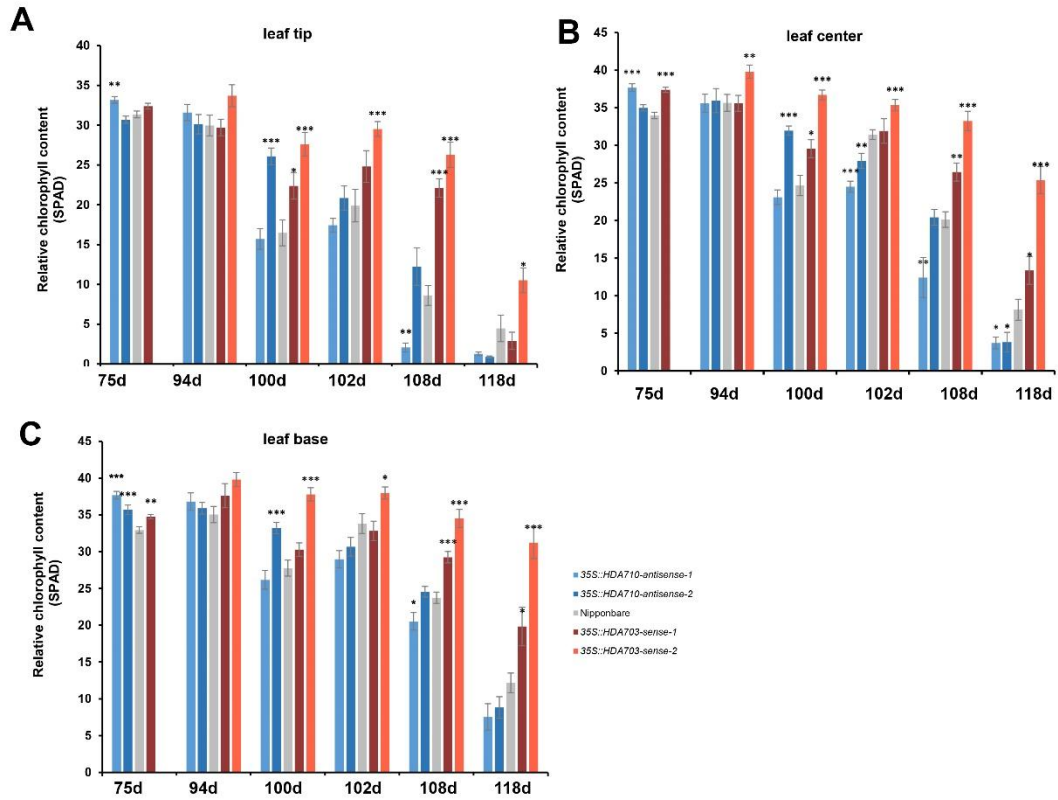 A
leaf tip
Relative chlorophyll content
(SPAD)
40
35
30
25
20
15
10
5
0
** *** * *** *** ** *** *** *
75d 94d 100d 102d 108d 118d
B
leaf center
Relative chlorophyll content
(SPAD)
45
40
35
30
25
20
15
10
5
0
*** *** ** *** * *** *** ** *** ** ** *** * * * ***
75d 94d 100d 102d 108d 118d
C
leaf base
Relative chlorophyll content
(SPAD)
45
40
35
30
25
20
15
10
5
0
*** *** ** *** *** * * *** *** * ***
75d 94d 100d 102d 108d 118d
35S::HDA710-antisense-1
35S::HDA710-antisense-2
Nipponbare
35S::HDA703-sense-1
35S::HDA703-sense-2